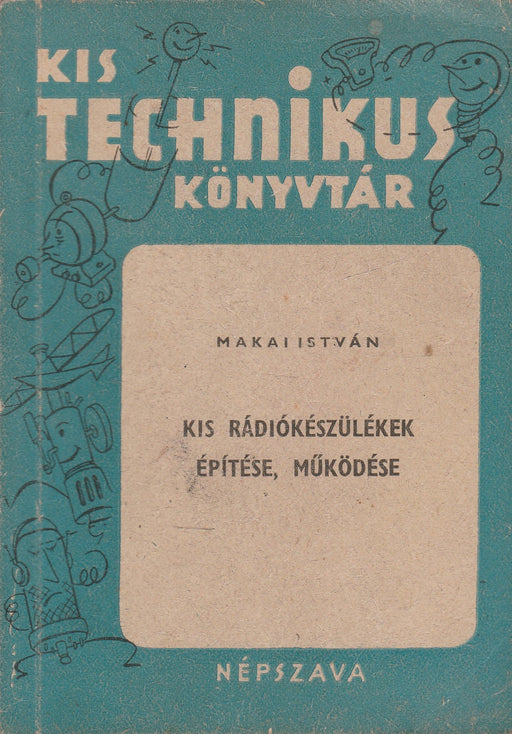 KIS
TECHNIKUS
KÖNYVTÁR
MAKAI ISTVÁN
KIS RÁDIÓKÉSZÜLÉKEK
ÉPÍTÉSE, MŰKÖDÉSE
NÉPSZAVA